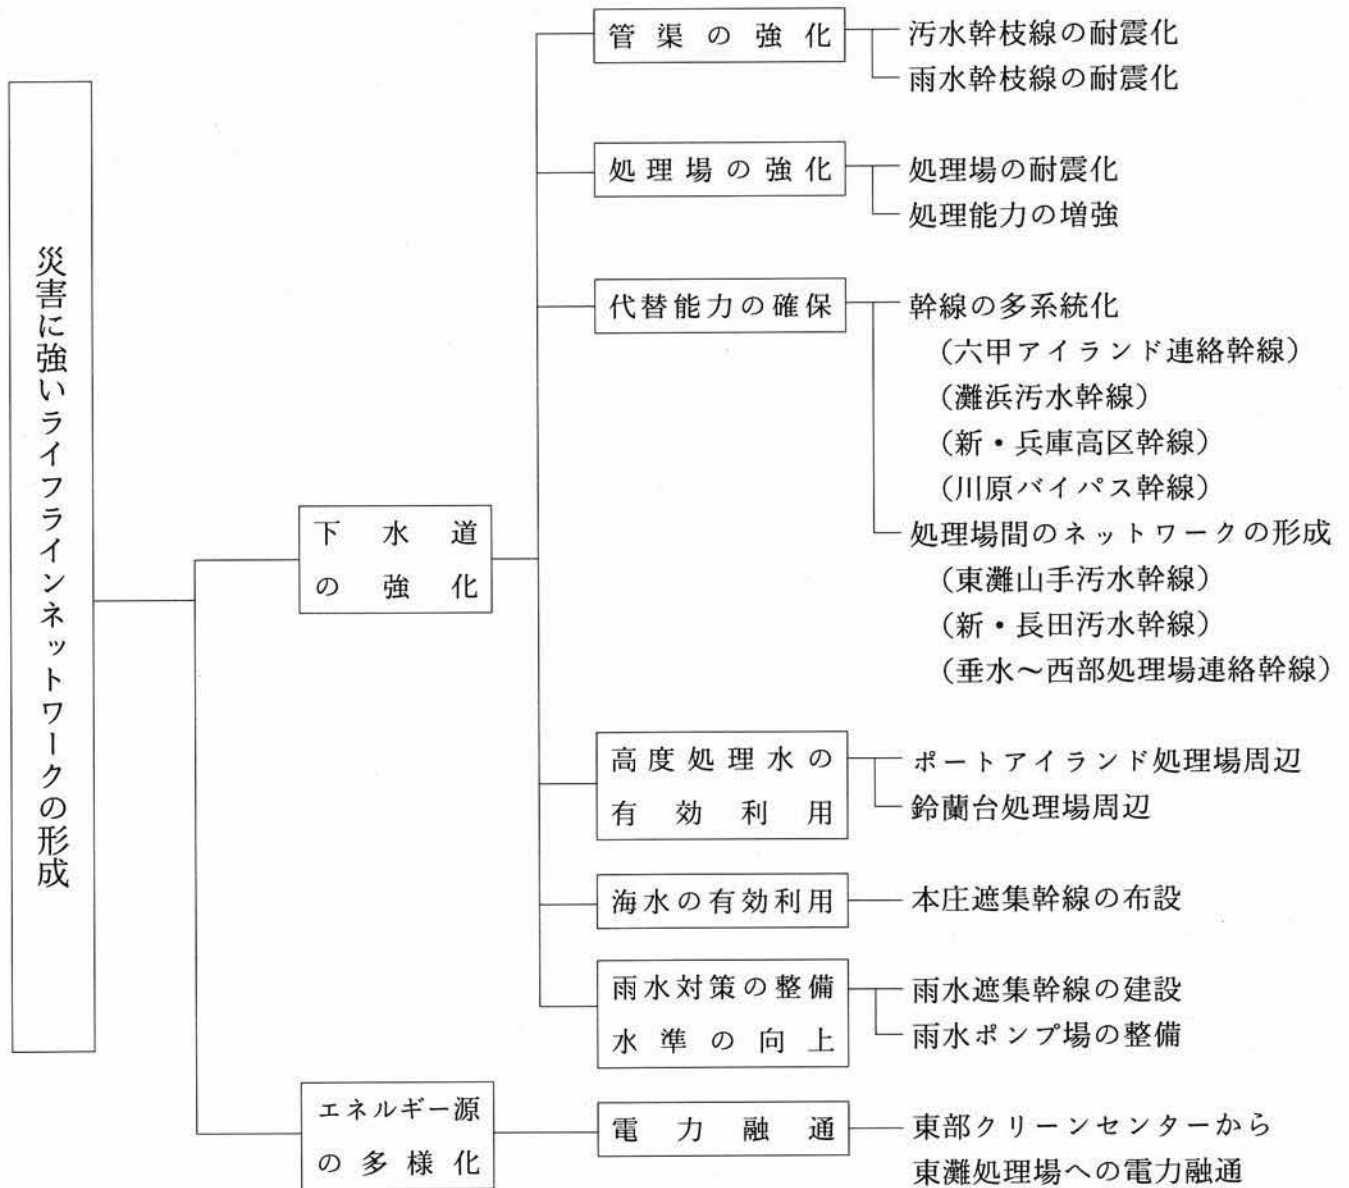 災害に強いライフラインネットワークの形成
下水道
の強化
管渠の強化
汚水幹枝線の耐震化
雨水幹枝線の耐震化
処理場の強化
処理場の耐震化
処理能力の増強
代替能力の確保
幹線の多系統化
（六甲アイランド連絡幹線）
（灘浜汚水幹線）
（新・兵庫高区幹線）
（川原バイパス幹線）
処理場間のネットワークの形成
（東灘山手汚水幹線）
（新・長田汚水幹線）
（垂水～西部処理場連絡幹線）
高度処理水の
有効利用
ポートアイランド処理場周辺
鈴蘭台処理場周辺
海水の有効利用
本庄遮集幹線の布設
雨水対策の整備
水準の向上
雨水遮集幹線の建設
雨水ポンプ場の整備
エネルギー源
の多様化
電力融通
東部クリーンセンターから
東灘処理場への電力融通